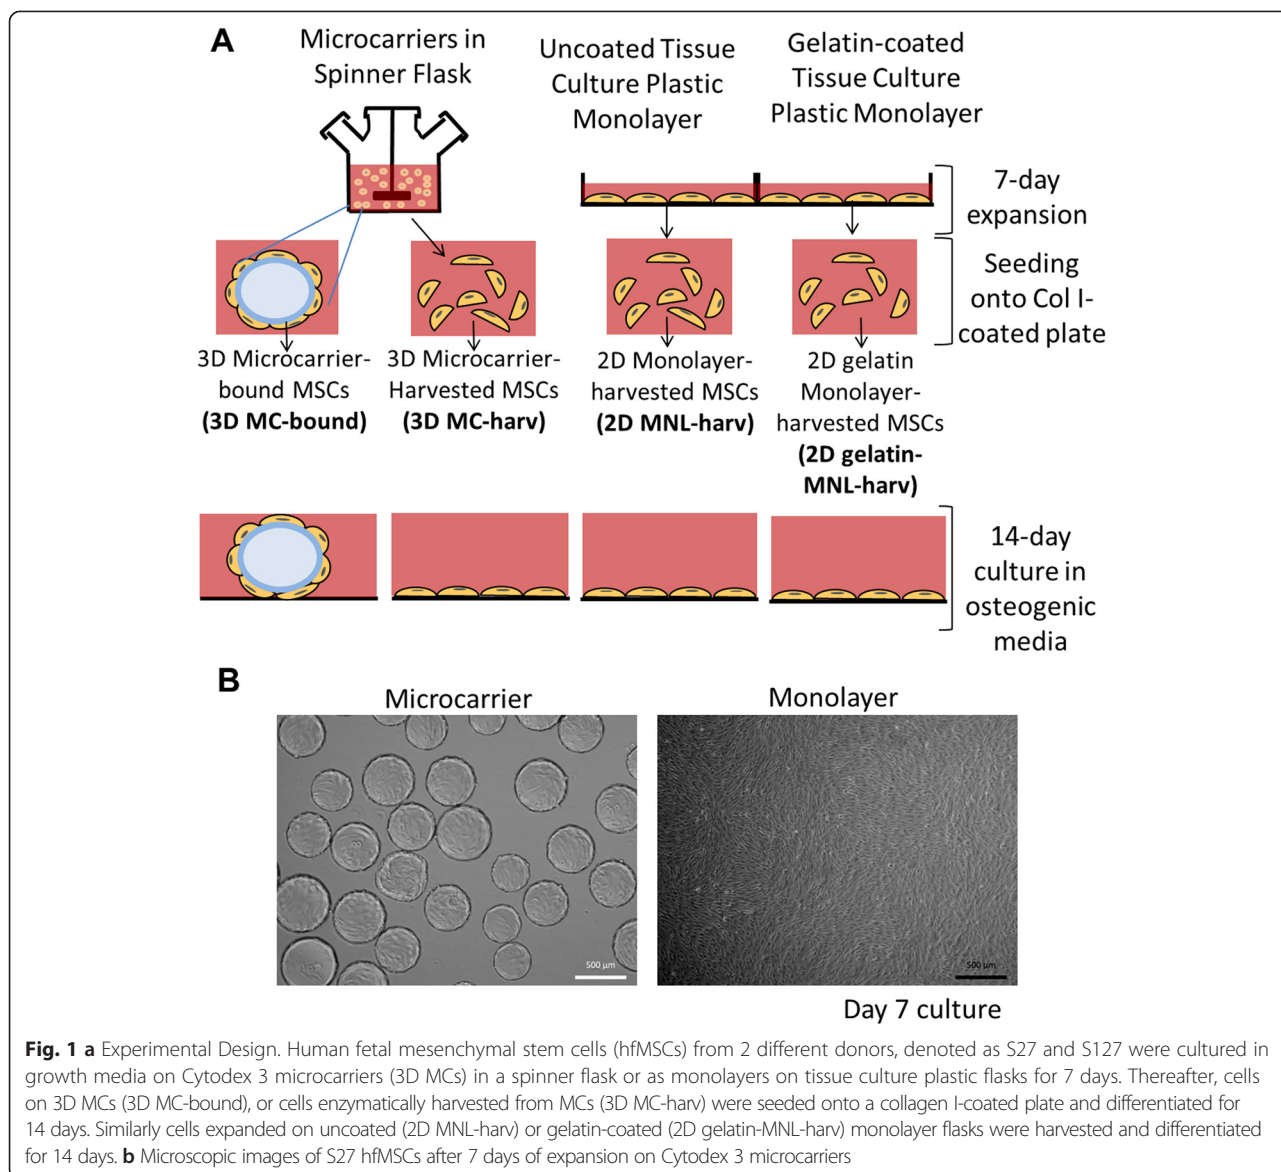 A
Microcarriers in
Spinner Flask
Uncoated Tissue
Culture Plastic
Monolayer
Gelatin-coated
Tissue Culture
Plastic Monolayer
7-day
expansion
Seeding
onto Col I-
coated plate
3D Microcarrier-
bound MSCs
(3D MC-bound)
3D Microcarrier-
Harvested MSCs
(3D MC-harv)
2D Monolayer-
harvested MSCs
(2D MNL-harv)
2D gelatin
Monolayer-
harvested MSCs
(2D gelatin-
MNL-harv)
14-day
culture in
osteogenic
media
B
Microcarrier
Monolayer
500 µm
500 µm
Day 7 culture
Fig. 1 a Experimental Design. Human fetal mesenchymal stem cells (hfMSCs) from 2 different donors, denoted as S27 and S127 were cultured in
growth media on Cytodex 3 microcarriers (3D MCs) in a spinner flask or as monolayers on tissue culture plastic flasks for 7 days. Thereafter, cells
on 3D MCs (3D MC-bound), or cells enzymatically harvested from MCs (3D MC-harv) were seeded onto a collagen I-coated plate and differentiated for
14 days. Similarly cells expanded on uncoated (2D MNL-harv) or gelatin-coated (2D gelatin-MNL-harv) monolayer flasks were harvested and differentiated
for 14 days. b Microscopic images of S27 hfMSCs after 7 days of expansion on Cytodex 3 microcarriers